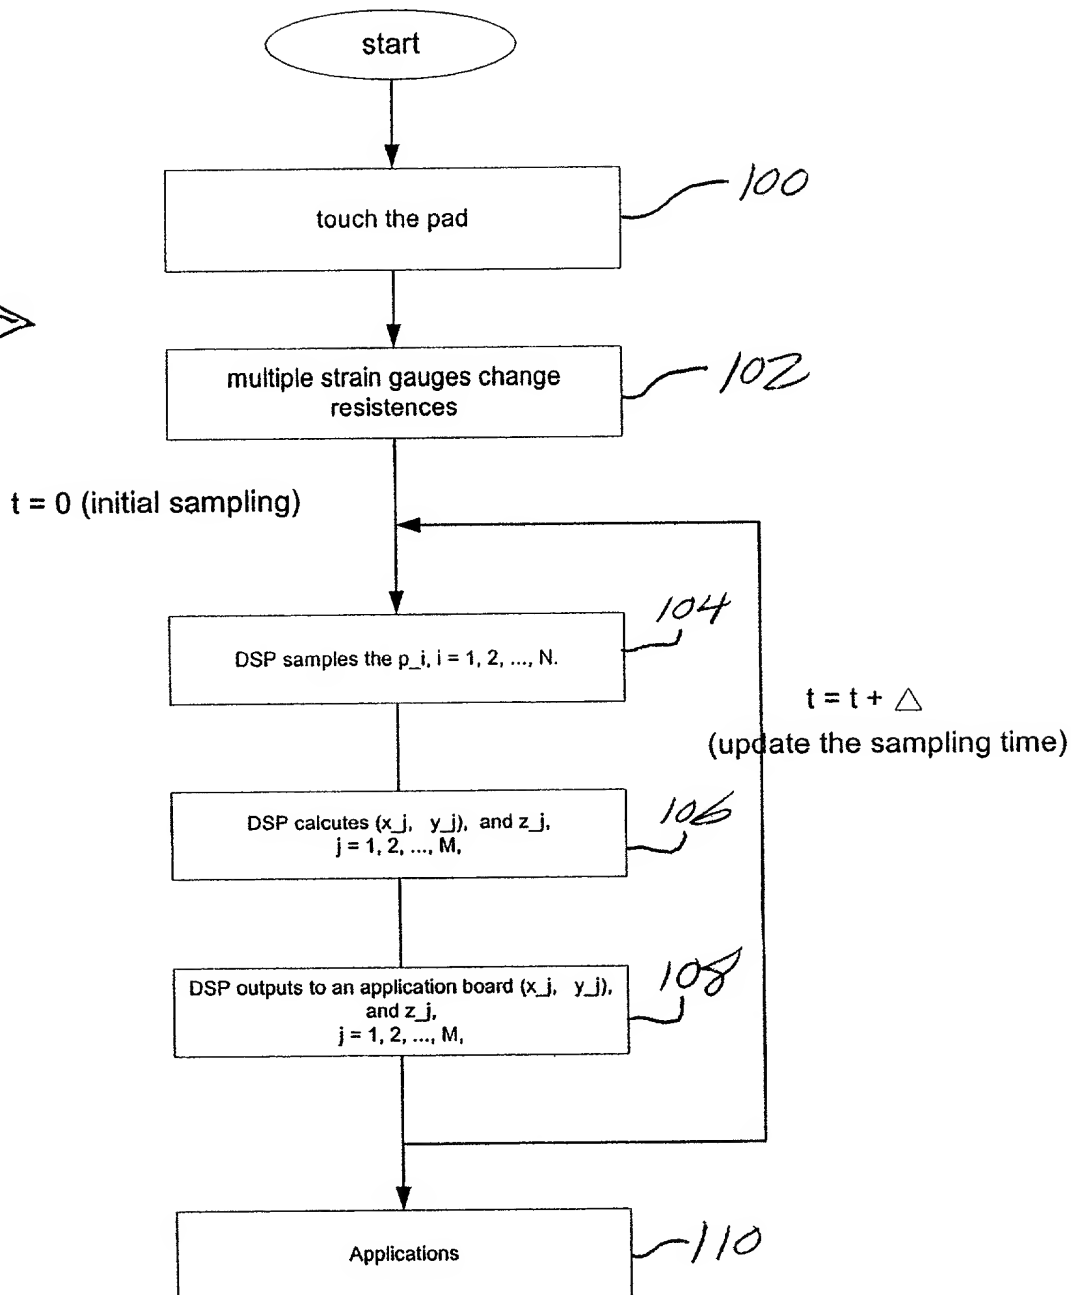 start
touch the pad
100
multiple strain gauges change
resistences
102
t = 0 (initial sampling)
DSP samples the p_i, i = 1, 2, ..., N.
104
t = t + △
(update the sampling time)
DSP calcutes (x_j, y_j), and z_j,
j = 1, 2, ..., M,
106
DSP outputs to an application board (x_j, y_j),
and z_j,
j = 1, 2, ..., M,
108
Applications
110